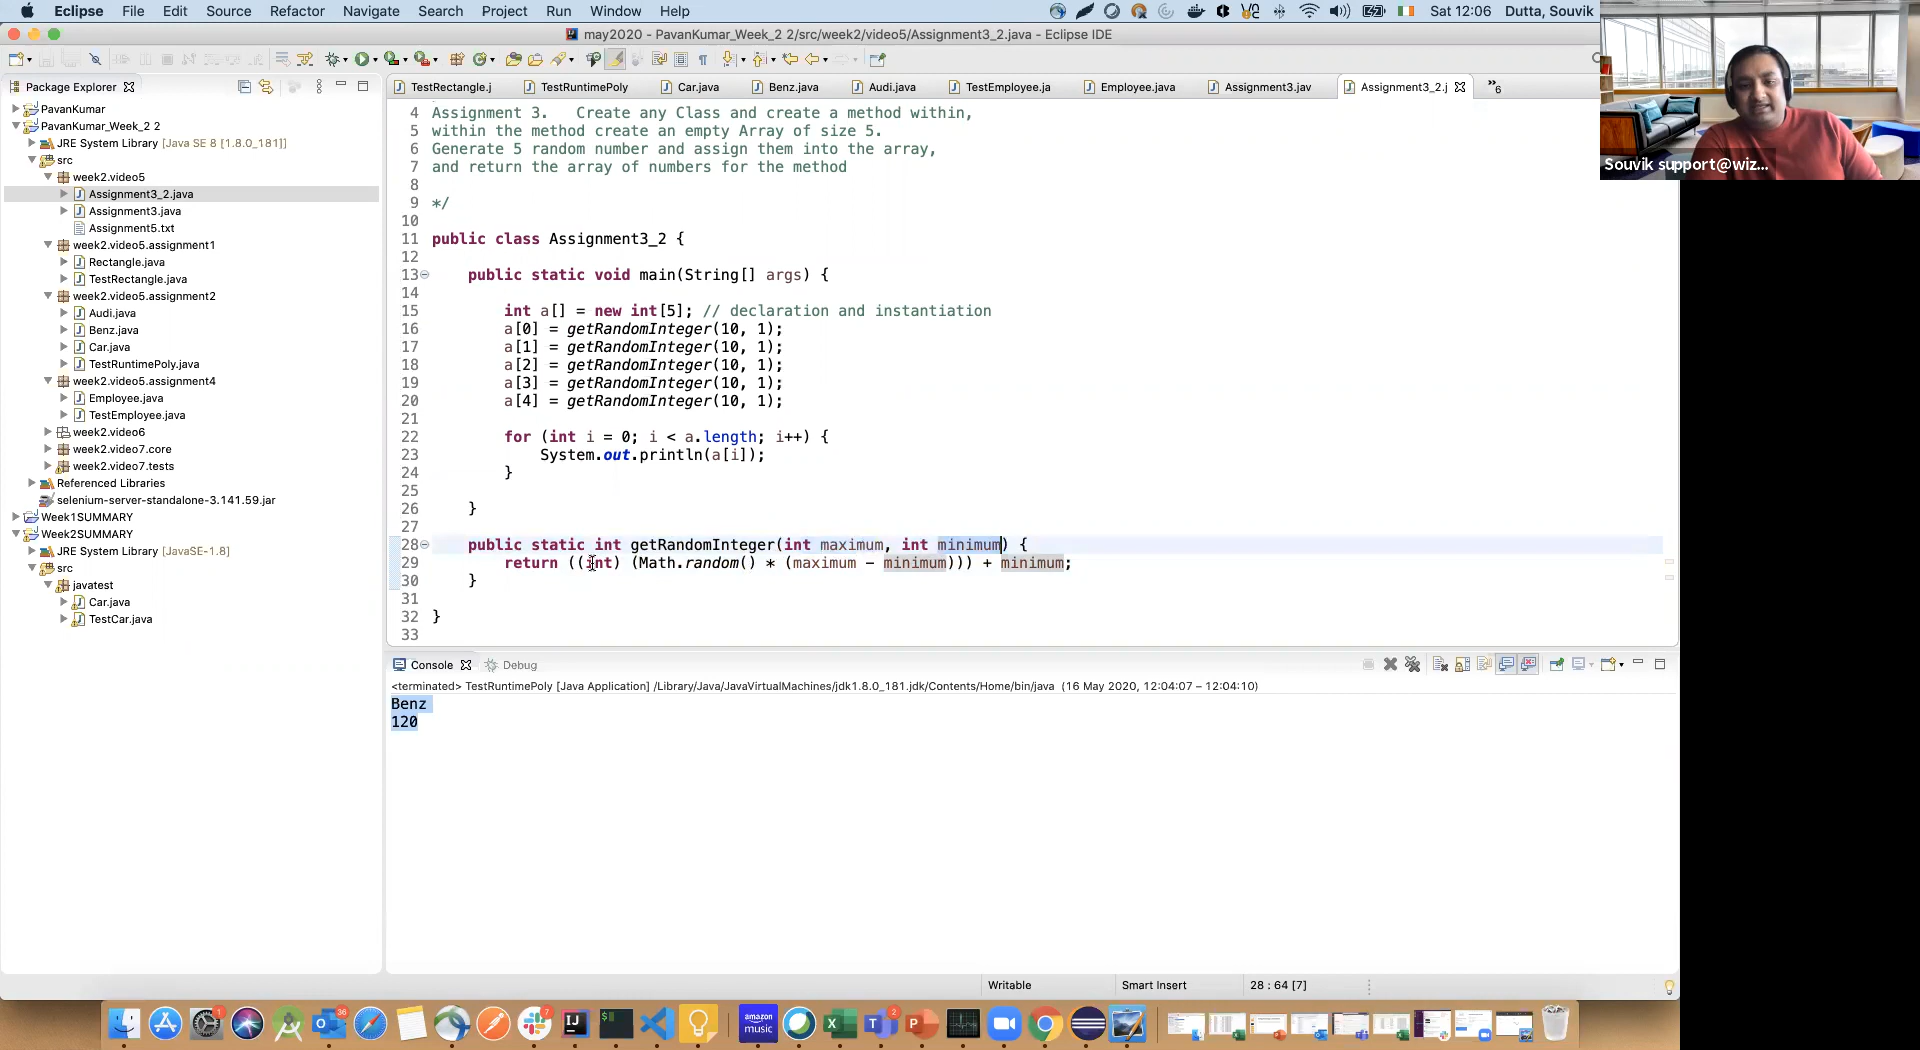 Eclipse File Edit Source Refactor Navigate Search Project Run Window Help
Sat 12:06 Dutta, Souvik
may2020 - PavanKumar_Week_2 2/src/week2/video5/Assignment3_2.java - Eclipse IDE
Package Explorer
PavanKumar
PavanKumar_Week_2 2
JRE System Library [Java SE 8 [1.8.0_181]]
src
week2.video5
Assignment3_2.java
Assignment3.java
Assignment5.txt
week2.video5.assignment1
Rectangle.java
TestRectangle.java
week2.video5.assignment2
Audi.java
Benz.java
Car.java
TestRuntimePoly.java
week2.video5.assignment4
Employee.java
TestEmployee.java
week2.video6
week2.video7.core
week2.video7.tests
Referenced Libraries
selenium-server-standalone-3.141.59.jar
Week1SUMMARY
Week2SUMMARY
JRE System Library [JavaSE-1.8]
src
javatest
Car.java
TestCar.java
TestRectangle.j TestRuntimePoly Car.java Benz.java Audi.java TestEmployee.ja Employee.java Assignment3.jav Assignment3_2.j 6
4 Assignment 3.   Create any Class and create a method within,
5 within the method create an empty Array of size 5.
6 Generate 5 random number and assign them into the array,
7 and return the array of numbers for the method
8
9 */
10
11 public class Assignment3_2 {
12
13     public static void main(String[] args) {
14
15         int a[] = new int[5]; // declaration and instantiation
16         a[0] = getRandomInteger(10, 1);
17         a[1] = getRandomInteger(10, 1);
18         a[2] = getRandomInteger(10, 1);
19         a[3] = getRandomInteger(10, 1);
20         a[4] = getRandomInteger(10, 1);
21
22         for (int i = 0; i < a.length; i++) {
23             System.out.println(a[i]);
24         }
25
26     }
27
28     public static int getRandomInteger(int maximum, int minimum) {
29         return ((int) (Math.random() * (maximum - minimum))) + minimum;
30     }
31
32 }
33
Console Debug
<terminated> TestRuntimePoly [Java Application] /Library/Java/JavaVirtualMachines/jdk1.8.0_181.jdk/Contents/Home/bin/java (16 May 2020, 12:04:07 – 12:04:10)
Benz
120
Writable Smart Insert 28 : 64 [7]
Souvik support@wiz...
amazon music